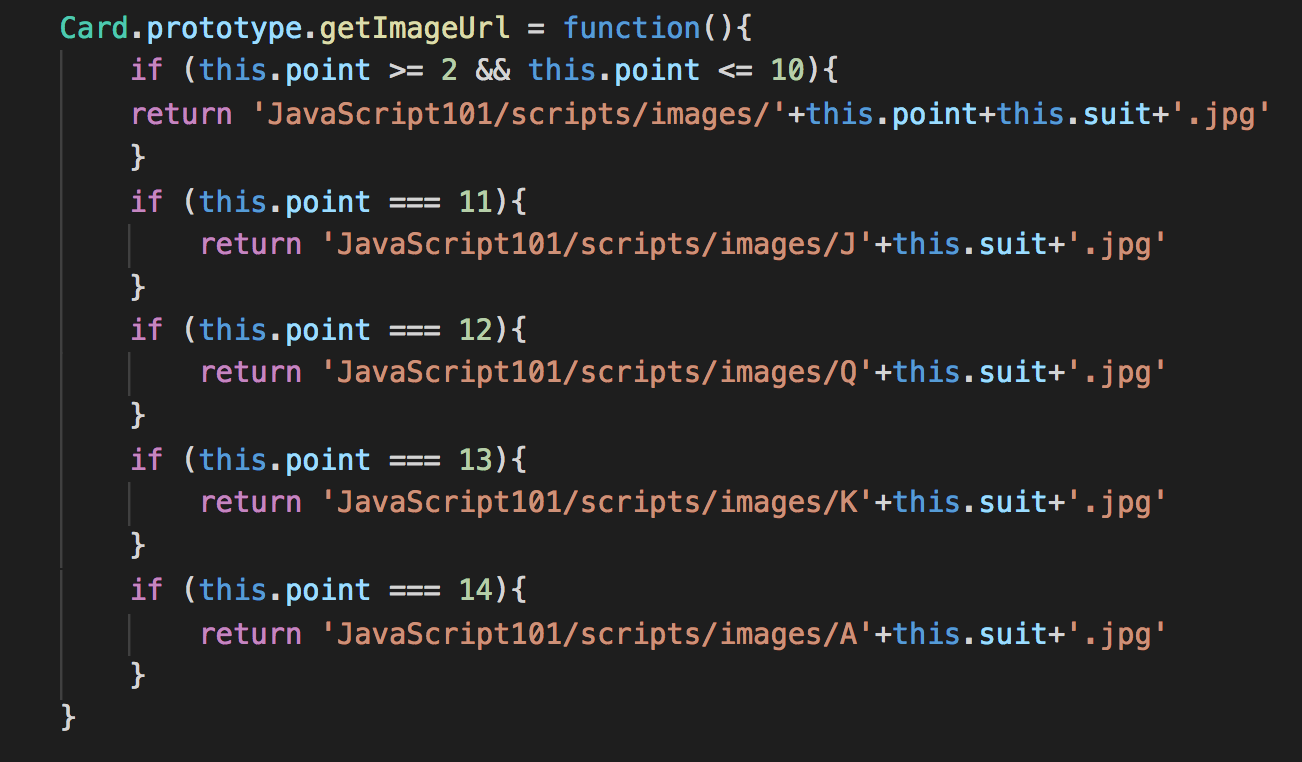 Card.prototype.getImageUrl = function(){
    if (this.point >= 2 && this.point <= 10){
    return 'JavaScript101/scripts/images/'+this.point+this.suit+'.jpg'
    }
    if (this.point === 11){
        return 'JavaScript101/scripts/images/J'+this.suit+'.jpg'
    }
    if (this.point === 12){
        return 'JavaScript101/scripts/images/Q'+this.suit+'.jpg'
    }
    if (this.point === 13){
        return 'JavaScript101/scripts/images/K'+this.suit+'.jpg'
    }
    if (this.point === 14){
        return 'JavaScript101/scripts/images/A'+this.suit+'.jpg'
    }
}